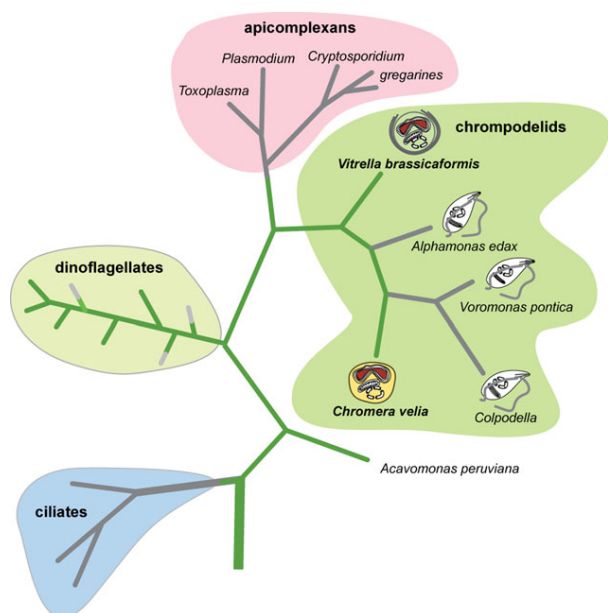 apicomplexans
Plasmodium
Cryptosporidium
gregarines
Toxoplasma
chrompodelids
Vitrella brassicaformis
Alphamonas edax
dinoflagellates
Voromonas pontica
Chromera velia
Colpodella
Acavomonas peruviana
ciliates